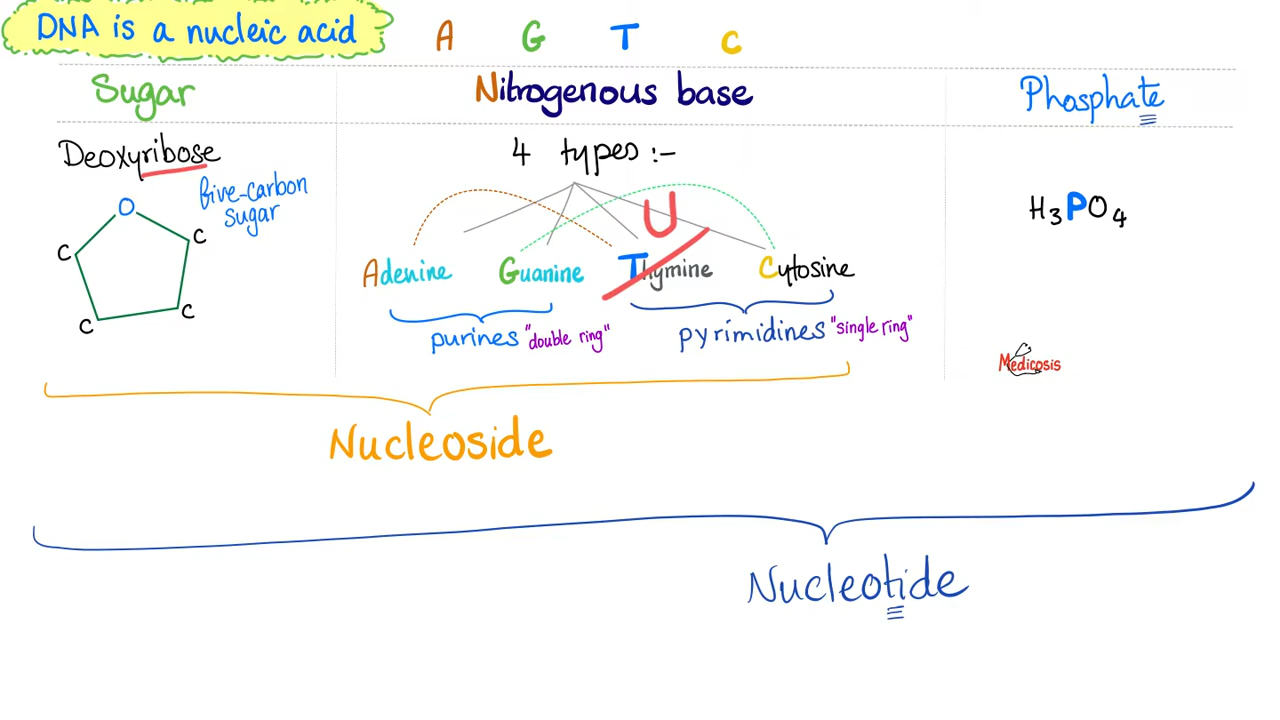 DNA is a nucleic acid
A G T C
Sugar
Nitrogenous base
Phosphate
Deoxyribose
five-carbon
sugar
O
C
C
C
C
4 types :-
U
Adenine Guanine Thymine Cytosine
purines "double ring"
pyrimidines "single ring"
H3PO4
Medicosis
Nucleoside
Nucleotide